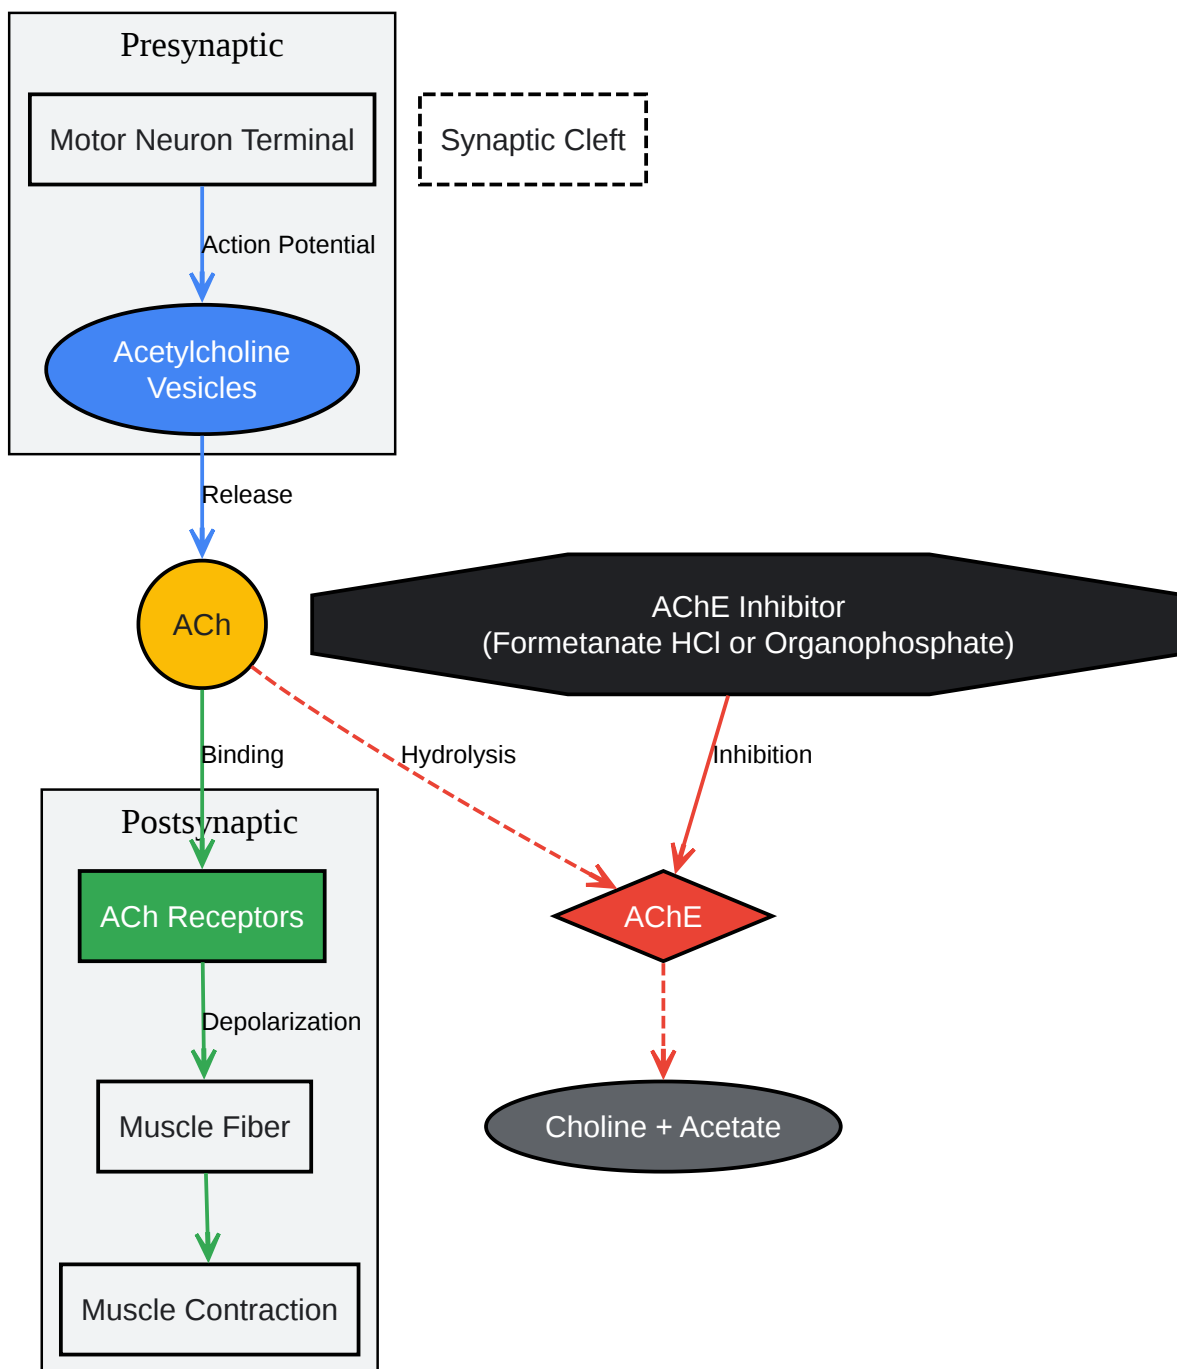 Presynaptic
Motor Neuron Terminal
Synaptic Cleft
Action Potential
Acetylcholine
Vesicles
Release
ACh
AChE Inhibitor
(Formetanate HCl or Organophosphate)
Binding
Hydrolysis
Inhibition
Postsynaptic
ACh Receptors
AChE
Depolarization
Muscle Fiber
Choline + Acetate
Muscle Contraction